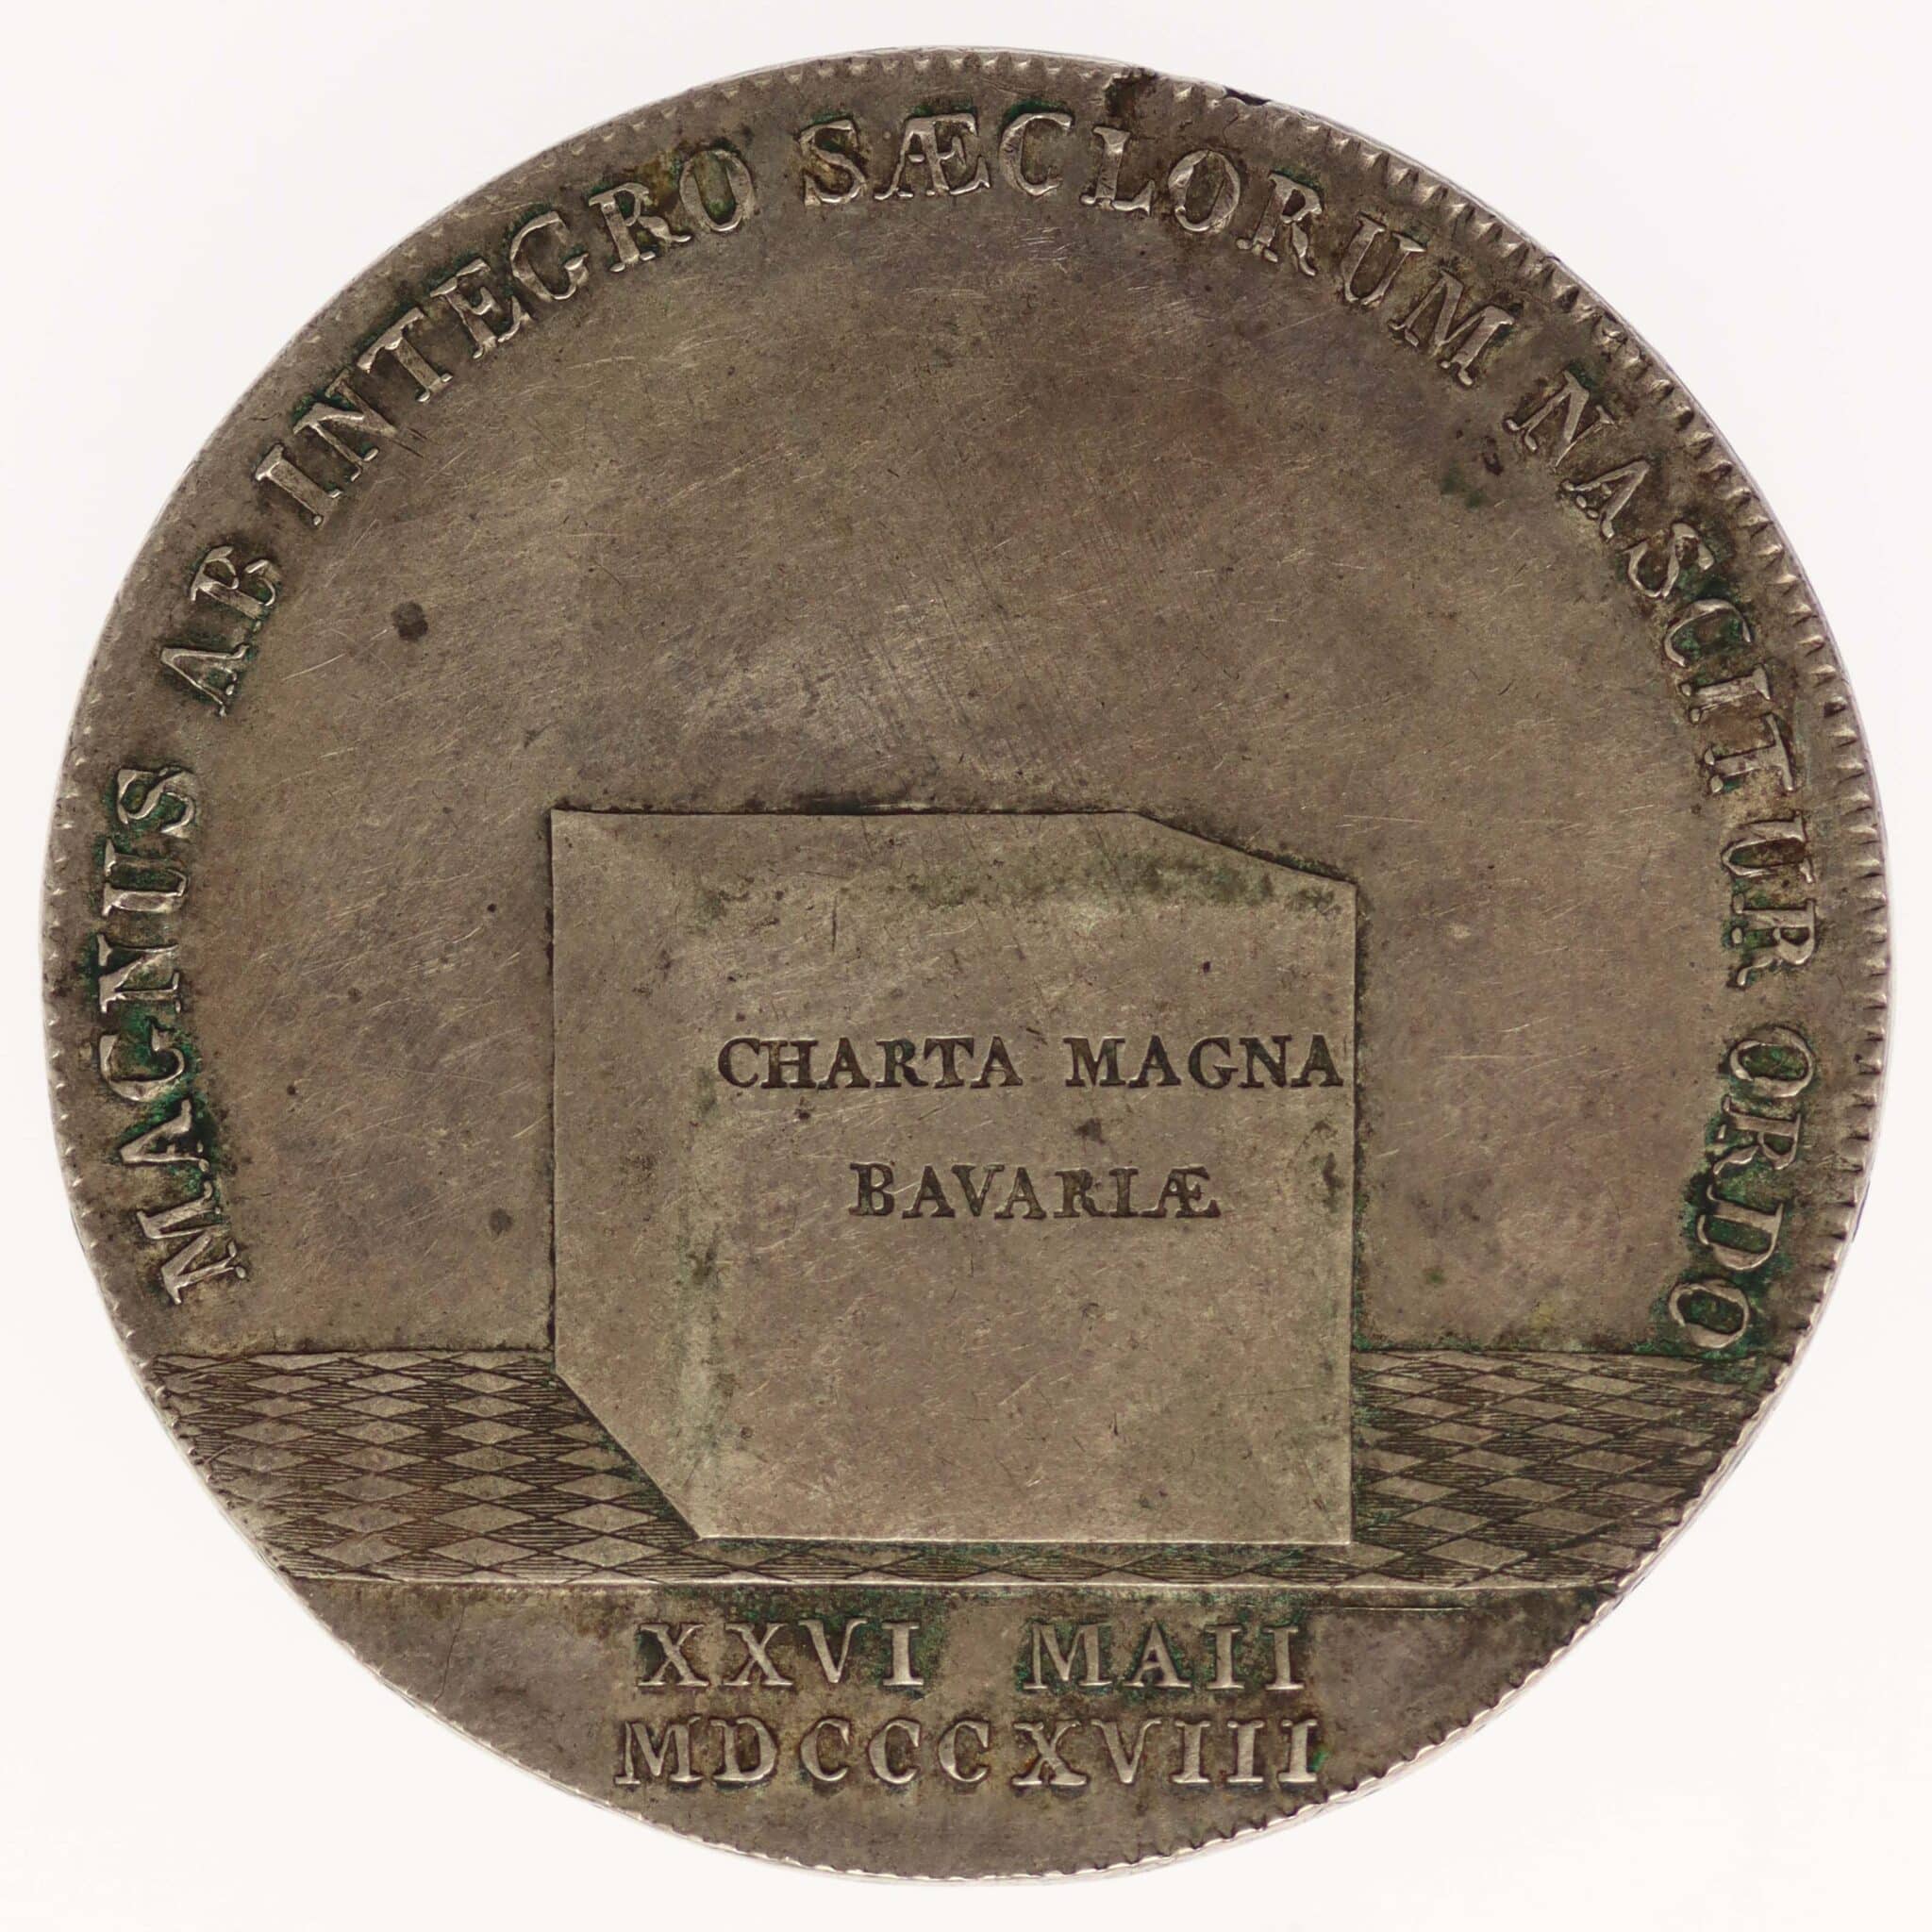 MAGNUS AB INTEGRO SÆCLORUM NASCITUR ORDO
CHARTA MAGNA
BAVARIÆ
XXVI MAII
MDCCCXVIII